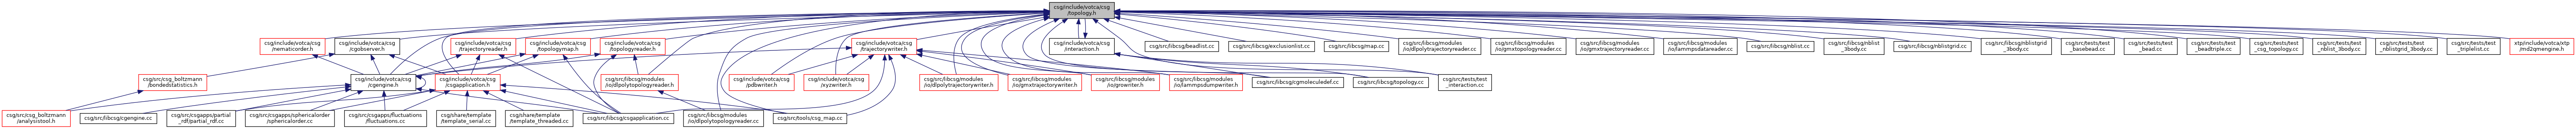 csg/include/votca/csg
/topology.h
csg/include/votca/csg
/nematicorder.h
csg/include/votca/csg
/cgobserver.h
csg/include/votca/csg
/trajectoryreader.h
csg/include/votca/csg
/topologymap.h
csg/include/votca/csg
/topologyreader.h
csg/include/votca/csg
/trajectorywriter.h
csg/include/votca/csg
/interaction.h
csg/src/libcsg/beadlist.cc
csg/src/libcsg/exclusionlist.cc
csg/src/libcsg/map.cc
csg/src/libcsg/modules
/io/dlpolytrajectoryreader.cc
csg/src/libcsg/modules
/io/gmxtopologyreader.cc
csg/src/libcsg/modules
/io/gmxtrajectoryreader.cc
csg/src/libcsg/modules
/io/lammpsdatareader.cc
csg/src/libcsg/nblist.cc
csg/src/libcsg/nblist
_3body.cc
csg/src/libcsg/nblistgrid.cc
csg/src/libcsg/nblistgrid
_3body.cc
csg/src/tests/test
_basebead.cc
csg/src/tests/test
_bead.cc
csg/src/tests/test
_beadtriple.cc
csg/src/tests/test
_csg_topology.cc
csg/src/tests/test
_nblist_3body.cc
csg/src/tests/test
_nblistgrid_3body.cc
csg/src/tests/test
_triplelist.cc
xtp/include/votca/xtp
/md2qmengine.h
csg/src/csg_boltzmann
/bondedstatistics.h
csg/include/votca/csg
/cgengine.h
csg/include/votca/csg
/csgapplication.h
csg/src/libcsg/modules
/io/dlpolytopologyreader.h
csg/include/votca/csg
/pdbwriter.h
csg/include/votca/csg
/xyzwriter.h
csg/src/libcsg/modules
/io/dlpolytrajectorywriter.h
csg/src/libcsg/modules
/io/gmxtrajectorywriter.h
csg/src/libcsg/modules
/io/growriter.h
csg/src/libcsg/modules
/io/lammpsdumpwriter.h
csg/src/libcsg/cgmoleculedef.cc
csg/src/libcsg/topology.cc
csg/src/tests/test
_interaction.cc
csg/src/csg_boltzmann
/analysistool.h
csg/src/libcsg/cgengine.cc
csg/src/csgapps/partial
_rdf/partial_rdf.cc
csg/src/csgapps/sphericalorder
/sphericalorder.cc
csg/src/csgapps/fluctuations
/fluctuations.cc
csg/share/template
/template_serial.cc
csg/share/template
/template_threaded.cc
csg/src/libcsg/csgapplication.cc
csg/src/libcsg/modules
/io/dlpolytopologyreader.cc
csg/src/tools/csg_map.cc